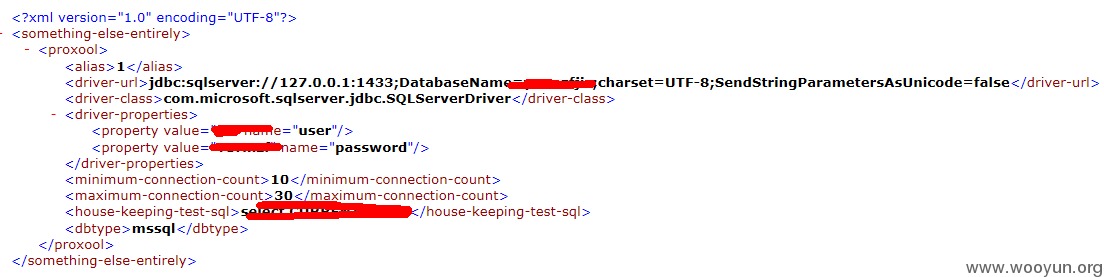 <?xml version="1.0" encoding="UTF-8"?>
- <something-else-entirely>
- <proxool>
<alias>1</alias>
<driver-url>jdbc:sqlserver://127.0.0.1:1433;DatabaseName= ;charset=UTF-8;SendStringParametersAsUnicode=false</driver-url>
<driver-class>com.microsoft.sqlserver.jdbc.SQLServerDriver</driver-class>
- <driver-properties>
<property value=" name="user"/>
<property value=" name="password"/>
</driver-properties>
<minimum-connection-count>10</minimum-connection-count>
<maximum-connection-count>30</maximum-connection-count>
<house-keeping-test-sql>select </house-keeping-test-sql>
<dbtype>mssql</dbtype>
</proxool>
</something-else-entirely>
www.wooyun.org